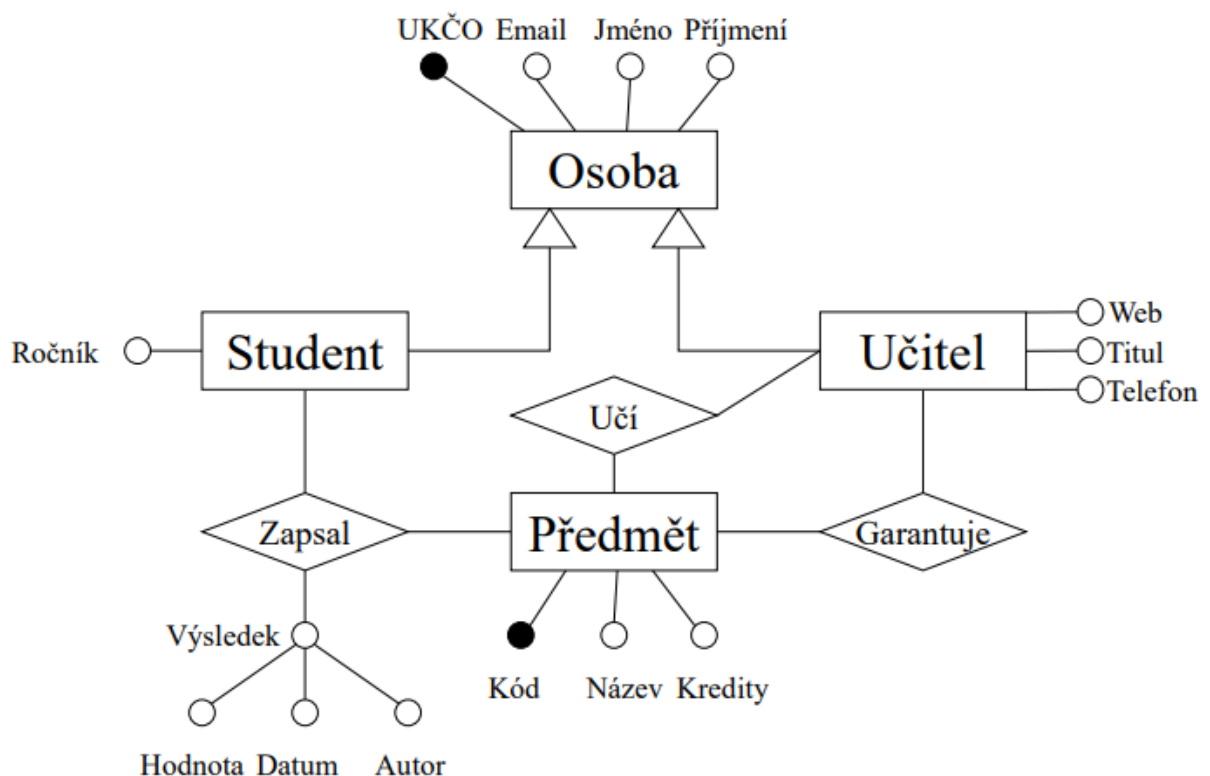 UKČO Email Jméno Příjmení
Osoba
Web
Ročník
Student
Učitel
Titul
Telefon
Učí
Zapsal
Předmět
Garantuje
Výsledek
Kód Název Kredity
Hodnota Datum Autor